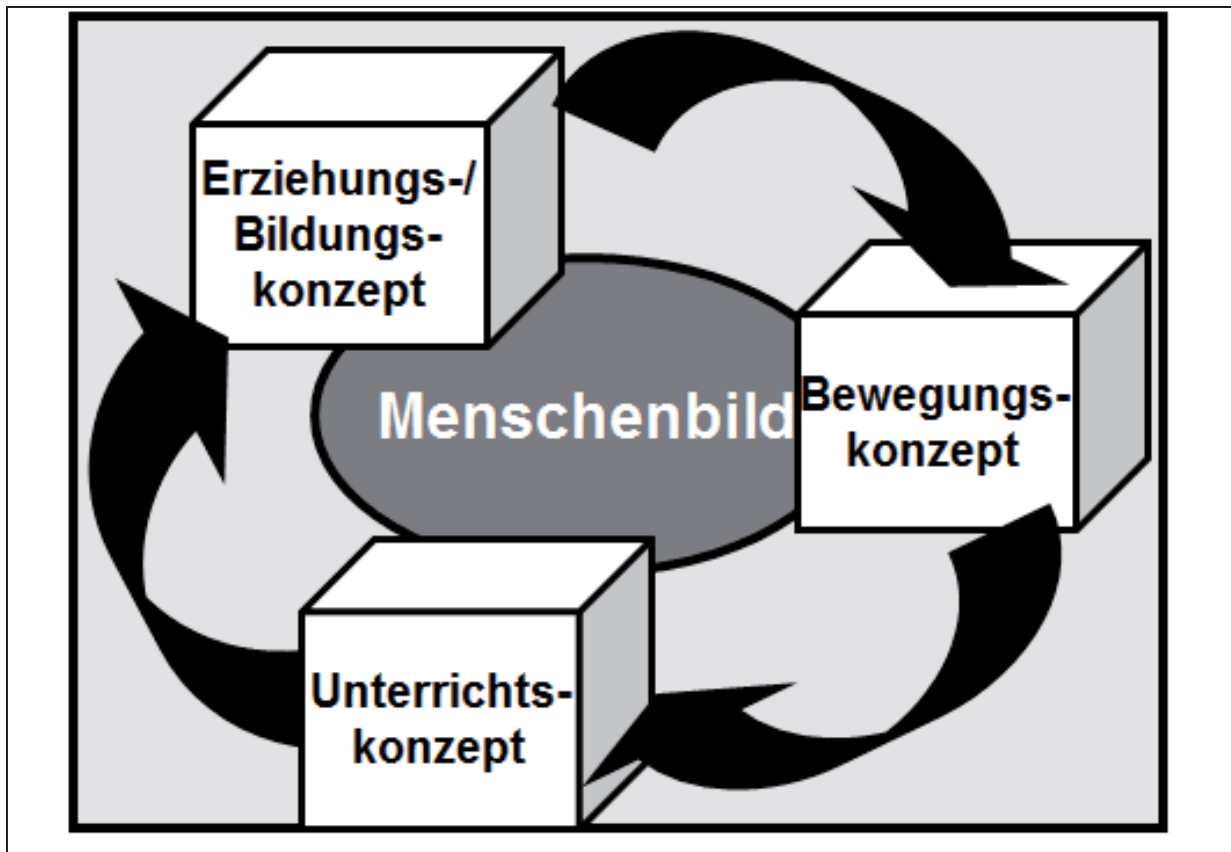 Erziehungs-/
Bildungs-
konzept
Menschenbild
Bewegungs-
konzept
Unterrichts-
konzept